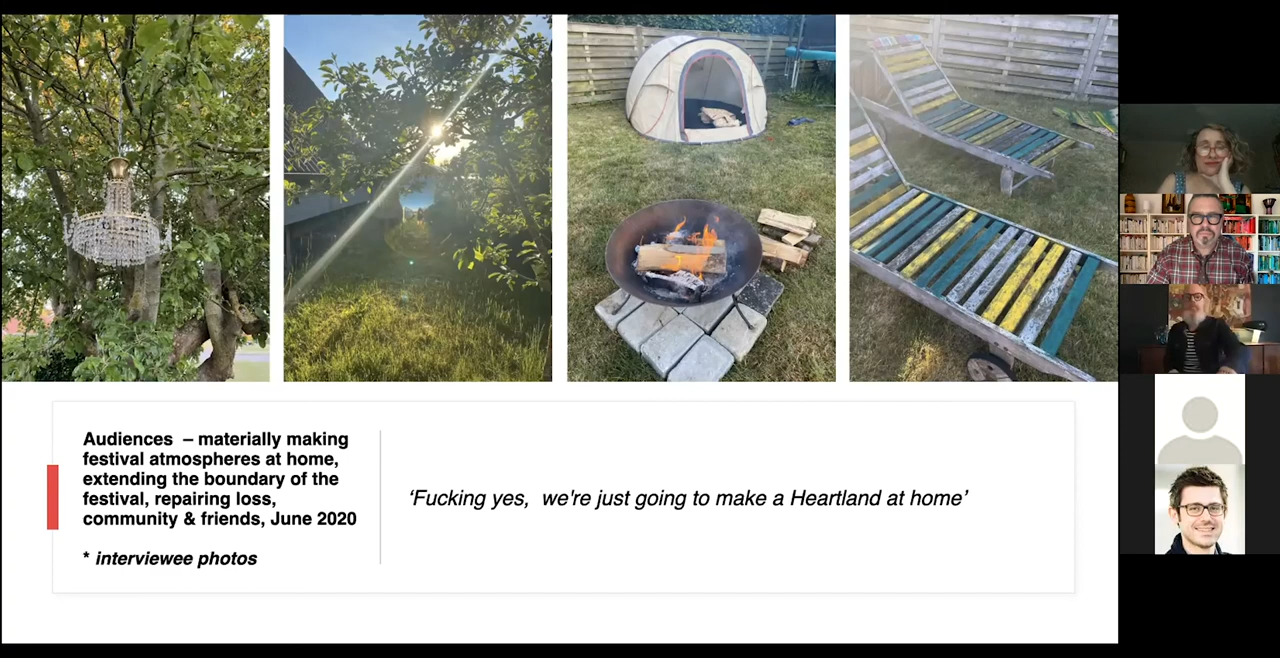 Audiences  – materially making
festival atmospheres at home,
extending the boundary of the
festival, repairing loss,
community & friends, June 2020
* interviewee photos
‘Fucking yes,  we're just going to make a Heartland at home’